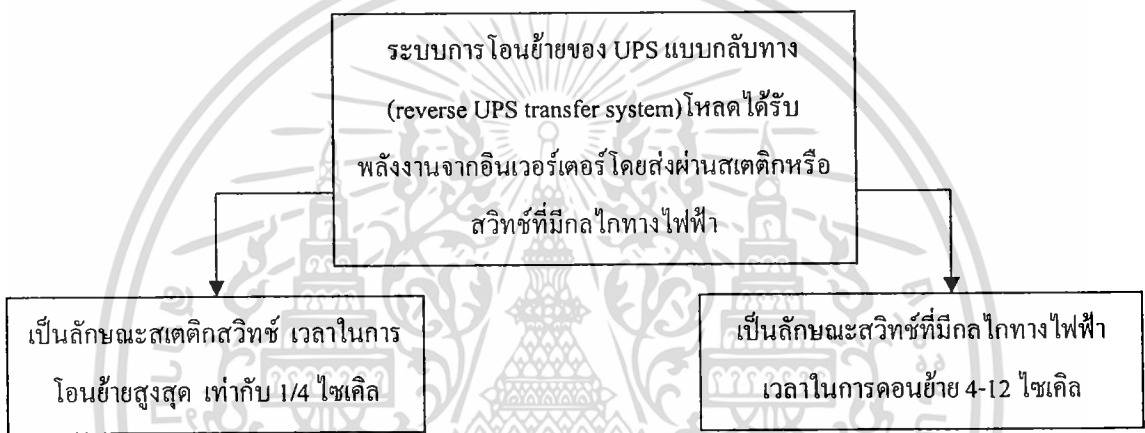 ระบบการโอนย้ายของ UPS แบบกลับทาง
(reverse UPS transfer system)โหลดได้รับ
พลังงานจากอินเวอร์เตอร์โดยส่งผ่านสเตติกหรือ
สวิทช์ที่มีกลไกทางไฟฟ้า
เป็นลักษณะสเตติกสวิทช์ เวลาในการ
โอนย้ายสูงสุด เท่ากับ 1/4 ไซเคิล
เป็นลักษณะสวิทช์ที่มีกลไกทางไฟฟ้า
เวลาในการดอนย้าย 4-12 ไซเคิล